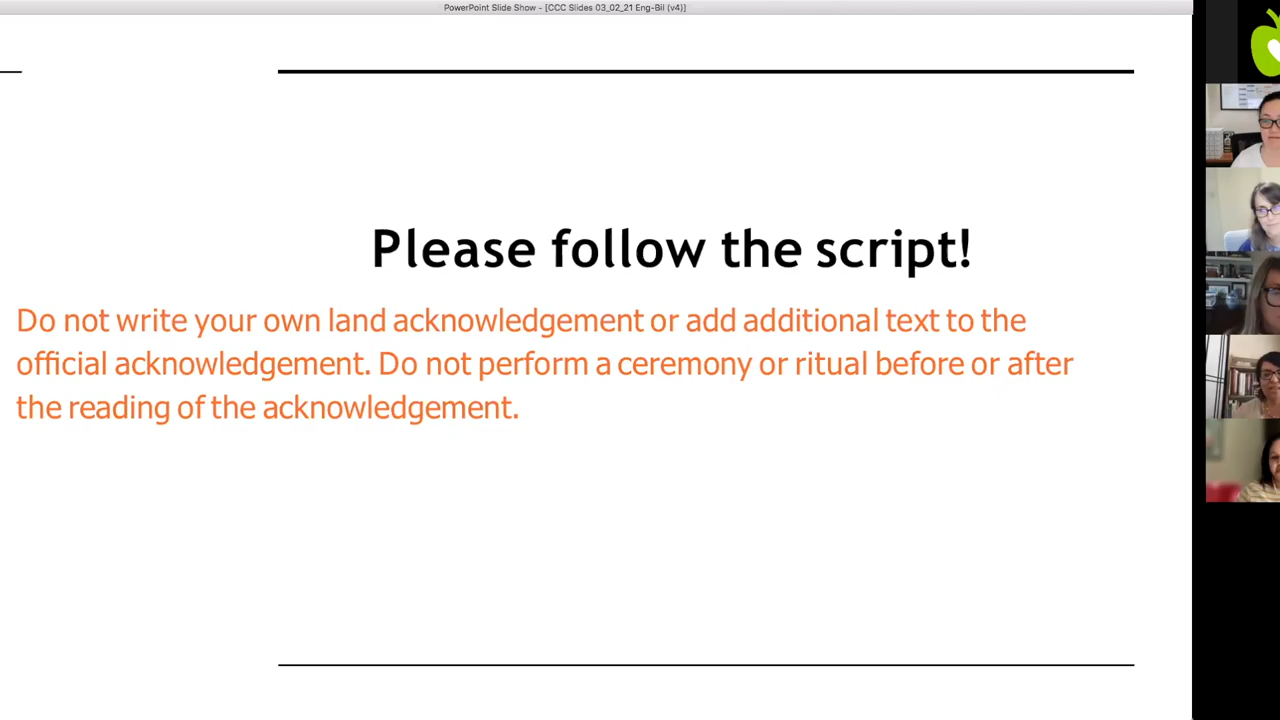 PowerPoint Slide Show - [CCC Slides 03_02_21 Eng-Bil (v4)]
Please follow the script!
Do not write your own land acknowledgement or add additional text to the
official acknowledgement. Do not perform a ceremony or ritual before or after
the reading of the acknowledgement.